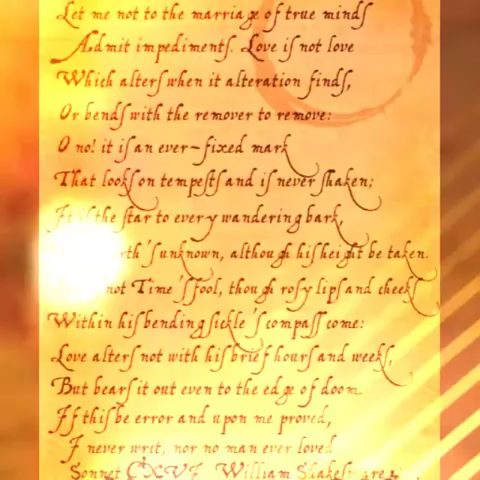 Let me not to the marriage of true minds
Admit impediments. Love is not love
Which alters when it alteration finds,
Or bends with the remover to remove:
O no! it is an ever-fixed mark
That looks on tempests and is never shaken;
It is the star to every wandering bark,
unknown, although his height be taken.
not Time's fool, though rosy lips and cheeks
Within his bending sickle's compass come:
Love alters not with his brief hours and weeks,
But bears it out even to the edge of doom.
If this be error and upon me proved,
I never writ, nor no man ever loved
Sonnet CXVI William Shakespeare